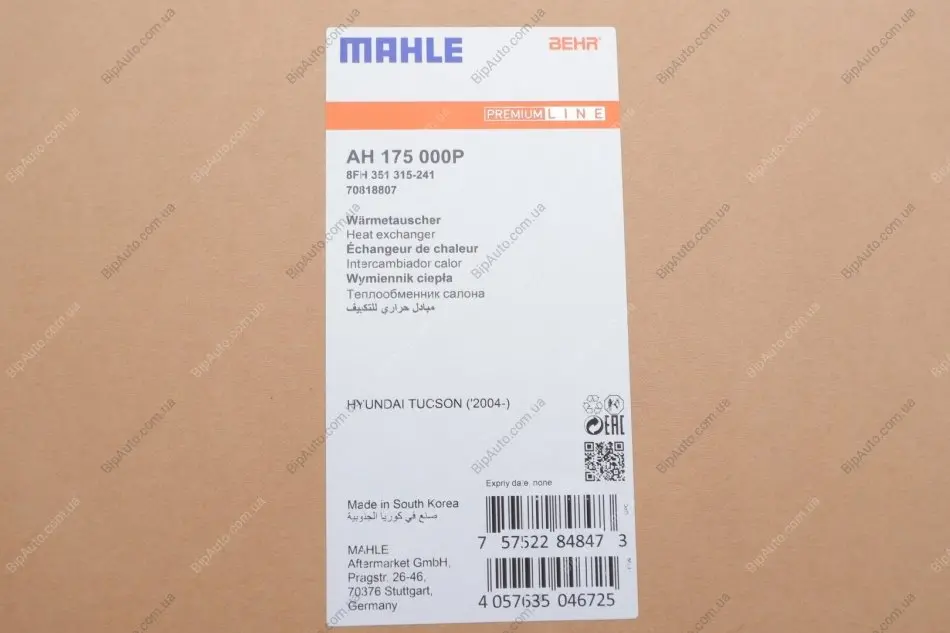 MAHLE
BEHR®
PREMIUM LINE
AH 175 000P
8FH 351 315-241
70818807
Wärmetauscher
Heat exchanger
Échangeur de chaleur
Intercambiador calor
Wymiennik ciepła
Теплообменник салона
مبادل حراري للتكييف
HYUNDAI TUCSON ('2004-)
EAC
Expriy date: none
Made in South Korea
صنع في كوريا الجنوبية
7 57522 84847 3
MAHLE
Aftermarket GmbH,
Pragstr. 26-46,
70376 Stuttgart,
Germany
4 057635 046725
BipAuto.com.ua